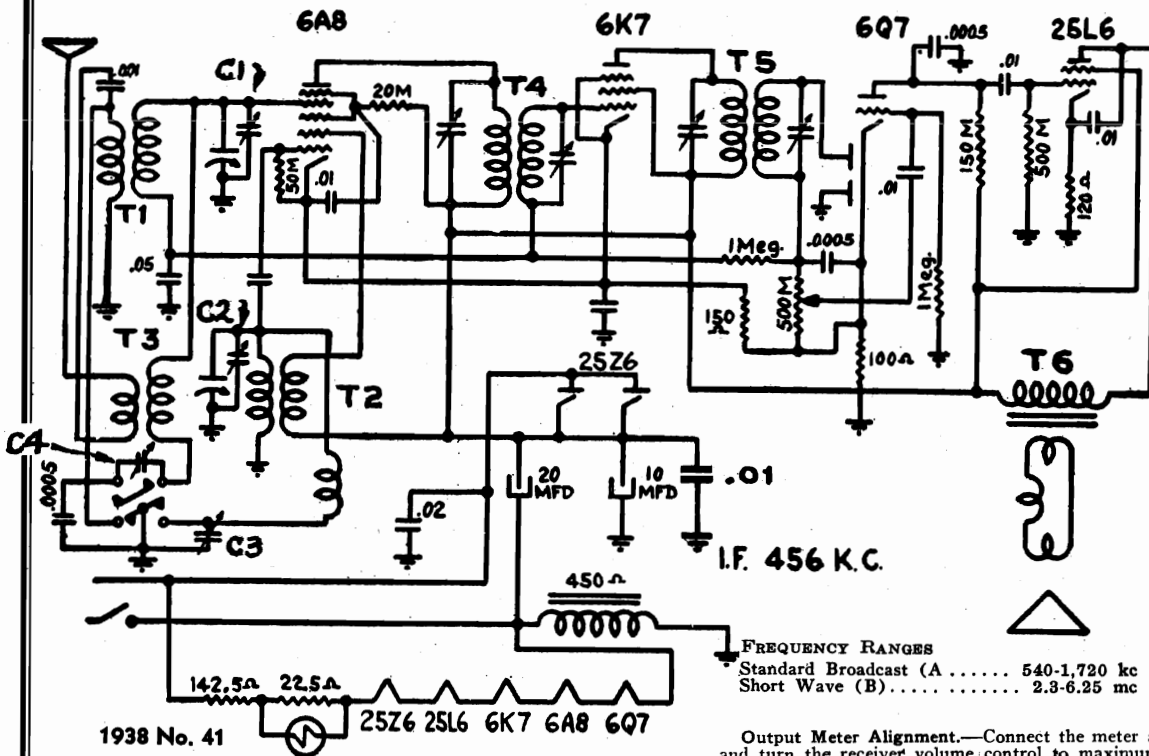 6A8
6K7
6Q7
25L6
.001
C1
20M
T4
T5
.0005
.01
T1
50M
.01
.01
150M
500M
.01
120Ω
.05
1Meg.
.0005
500M
1Meg.
C2
T3
150
Ω
100Ω
25Z6
T2
T6
C4
.0005
20
MFD
10
MFD
.01
.02
C3
I.F. 456 K.C.
450Ω
FREQUENCY RANGES
Standard Broadcast (A ...... 540-1,720 kc
Short Wave (B) ............ 2.3-6.25 mc
142.5Ω
22.5Ω
25Z6 25L6 6K7 6A8 6Q7
1938 No. 41
Output Meter Alignment.—Connect the meter
and turn the receiver volume control to maximum